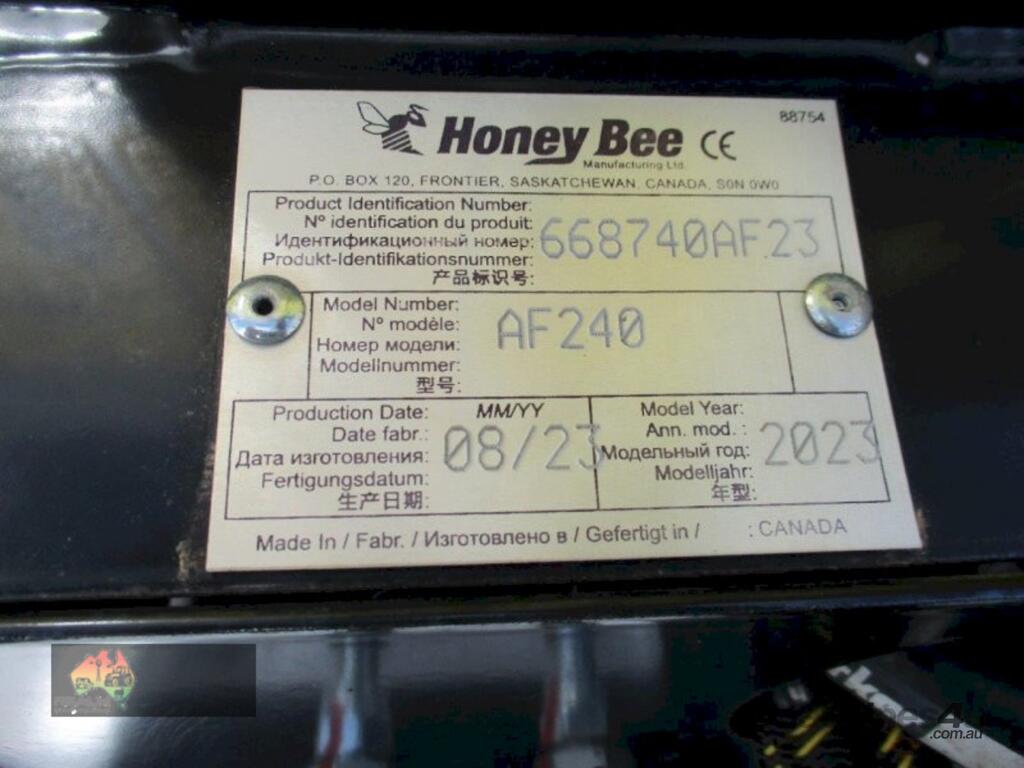 88754
Honey Bee CE
Manufacturing Ltd.
P.O. BOX 120, FRONTIER, SASKATCHEWAN, CANADA, S0N 0W0
Product Identification Number:
Nº identification du produit:
Идентификационный номер:
Produkt-Identifikationsnummer:
产品标识号:
668740AF23
Model Number:
Nº modèle:
Номер модели:
Modellnummer:
型号:
AF240
Production Date: MM/YY
Date fabr.:
Дата изготовления:
Fertigungsdatum:
生产日期:
08/23
Model Year:
Ann. mod. :
Модельный год:
Modelljahr:
年型:
2023
Made In / Fabr. / Изготовлено в / Gefertigt in / : CANADA
.com.au